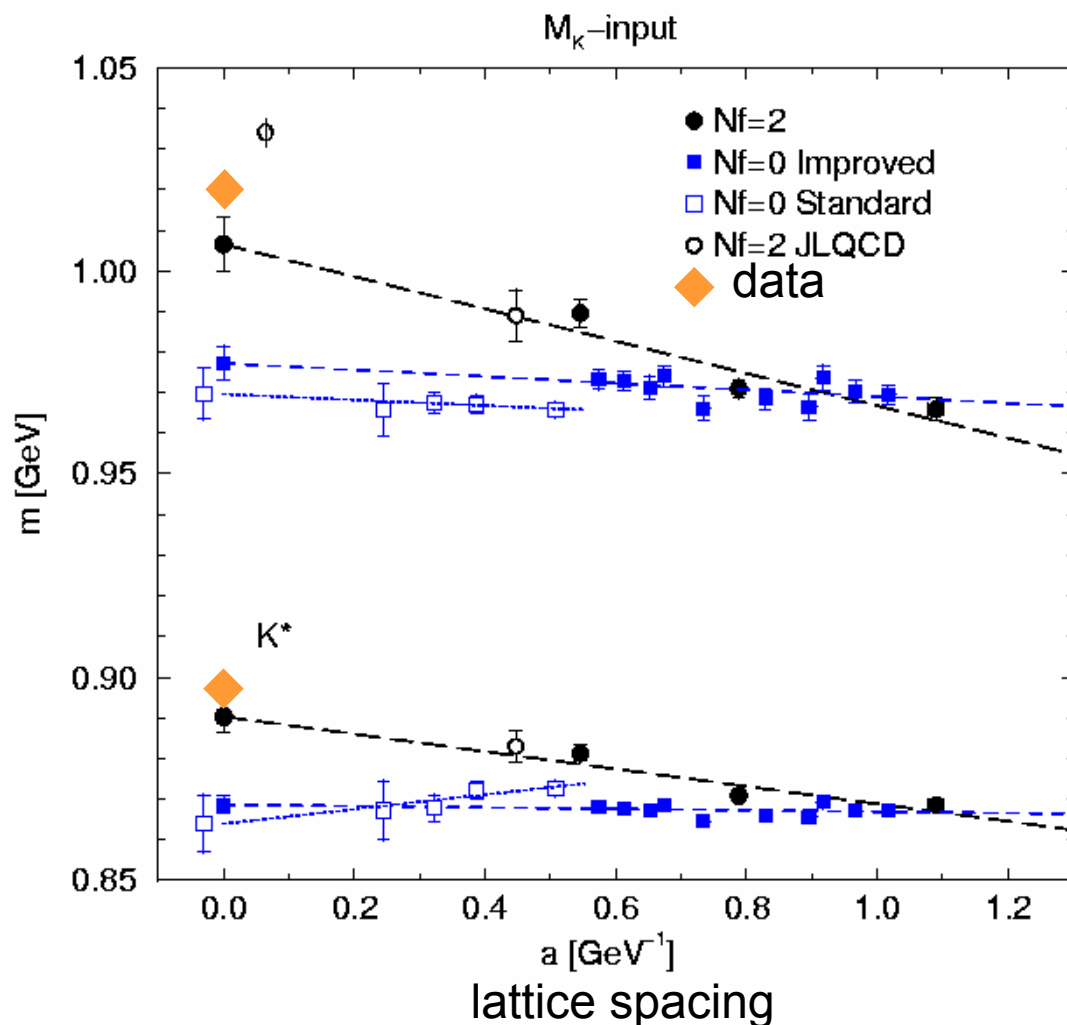 M_K-input
1.05
1.00
0.95
0.90
0.85
m [GeV]
ϕ
K*
● Nf=2
■ Nf=0 Improved
□ Nf=0 Standard
○ Nf=2 JLQCD
◆ data
0.0 0.2 0.4 0.6 0.8 1.0 1.2
a [GeV⁻¹]
lattice spacing